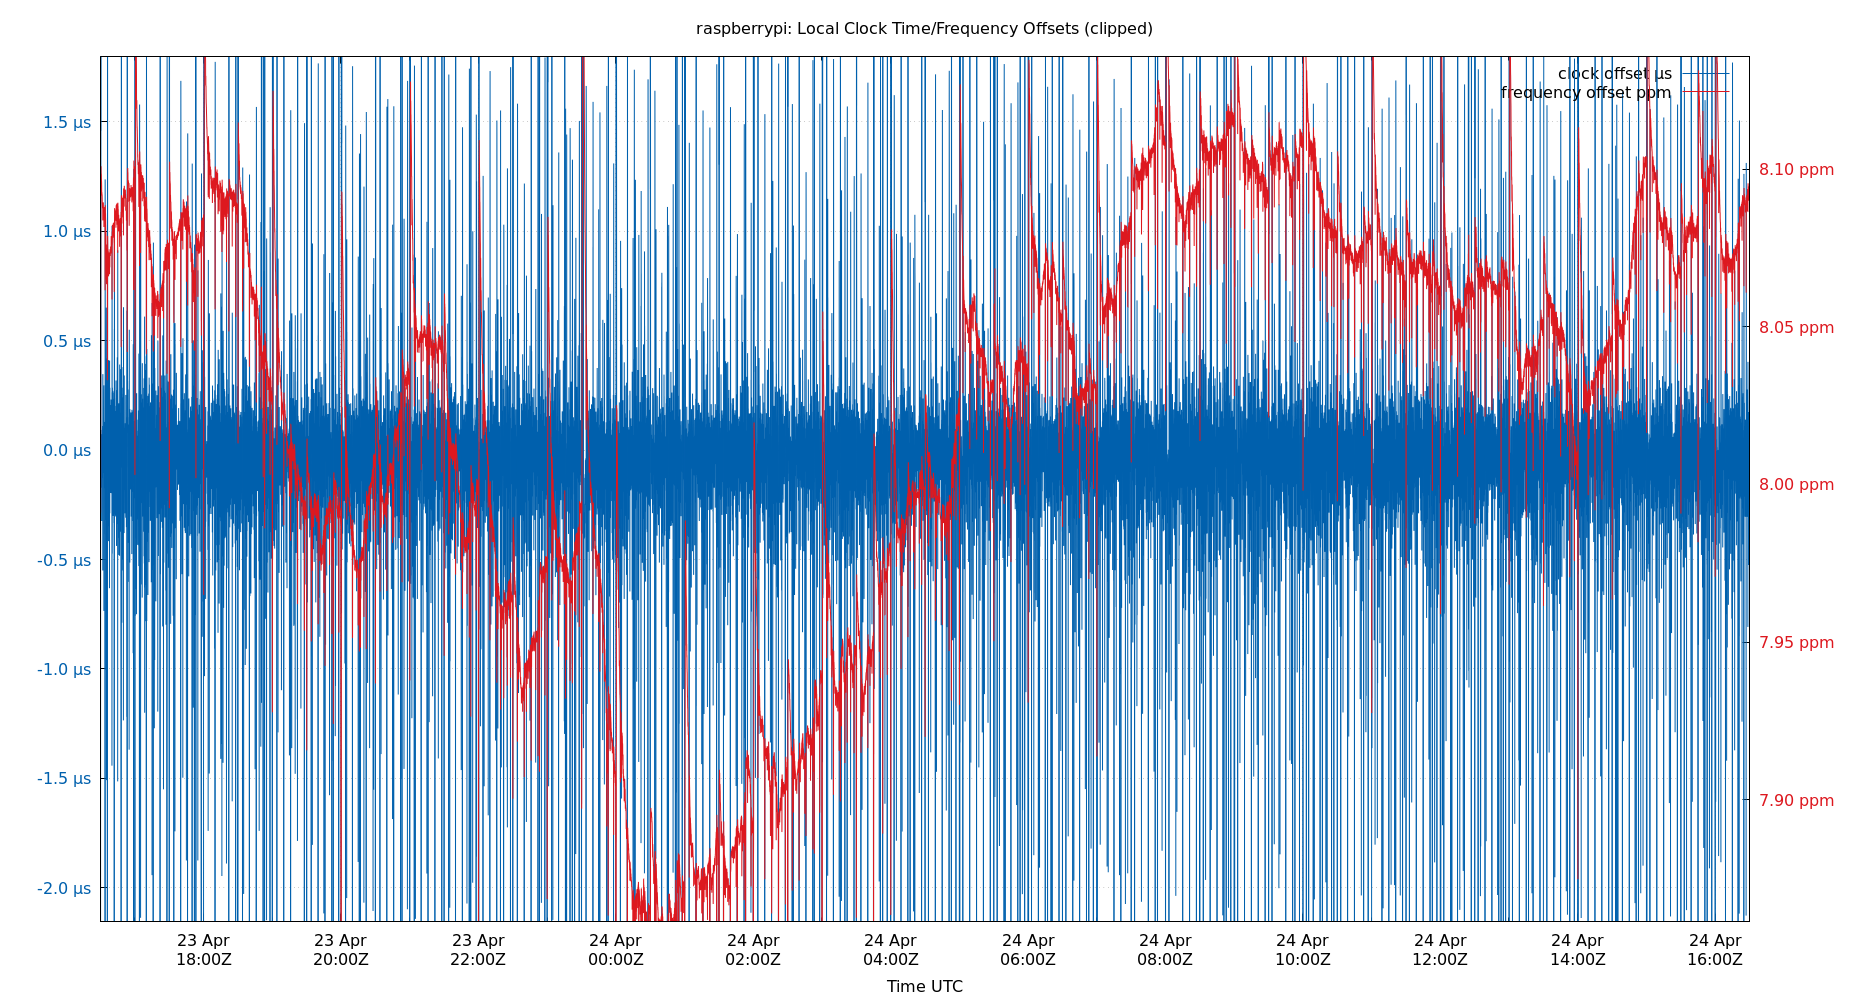 raspberrypi: Local Clock Time/Frequency Offsets (clipped)
clock offset µs
frequency offset ppm
1.5 µs
1.0 µs
0.5 µs
0.0 µs
-0.5 µs
-1.0 µs
-1.5 µs
-2.0 µs
8.10 ppm
8.05 ppm
8.00 ppm
7.95 ppm
7.90 ppm
23 Apr 23 Apr 23 Apr 24 Apr 24 Apr 24 Apr 24 Apr 24 Apr 24 Apr 24 Apr 24 Apr 24 Apr
18:00Z 20:00Z 22:00Z 00:00Z 02:00Z 04:00Z 06:00Z 08:00Z 10:00Z 12:00Z 14:00Z 16:00Z
Time UTC